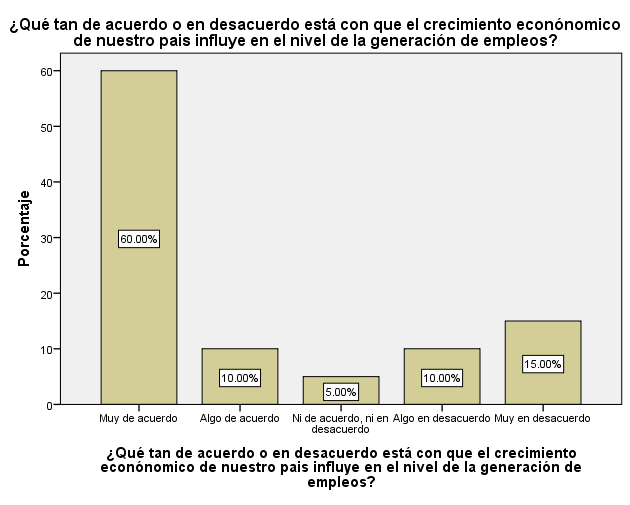 ¿Qué tan de acuerdo o en desacuerdo está con que el crecimiento econónomico
de nuestro pais influye en el nivel de la generación de empleos?
60
50
40
30
20
10
0
Porcentaje
60.00%
10.00%
5.00%
10.00%
15.00%
Muy de acuerdo
Algo de acuerdo
Ni de acuerdo, ni en
desacuerdo
Algo en desacuerdo
Muy en desacuerdo
¿Qué tan de acuerdo o en desacuerdo está con que el crecimiento
econónomico de nuestro pais influye en el nivel de la generación de
empleos?